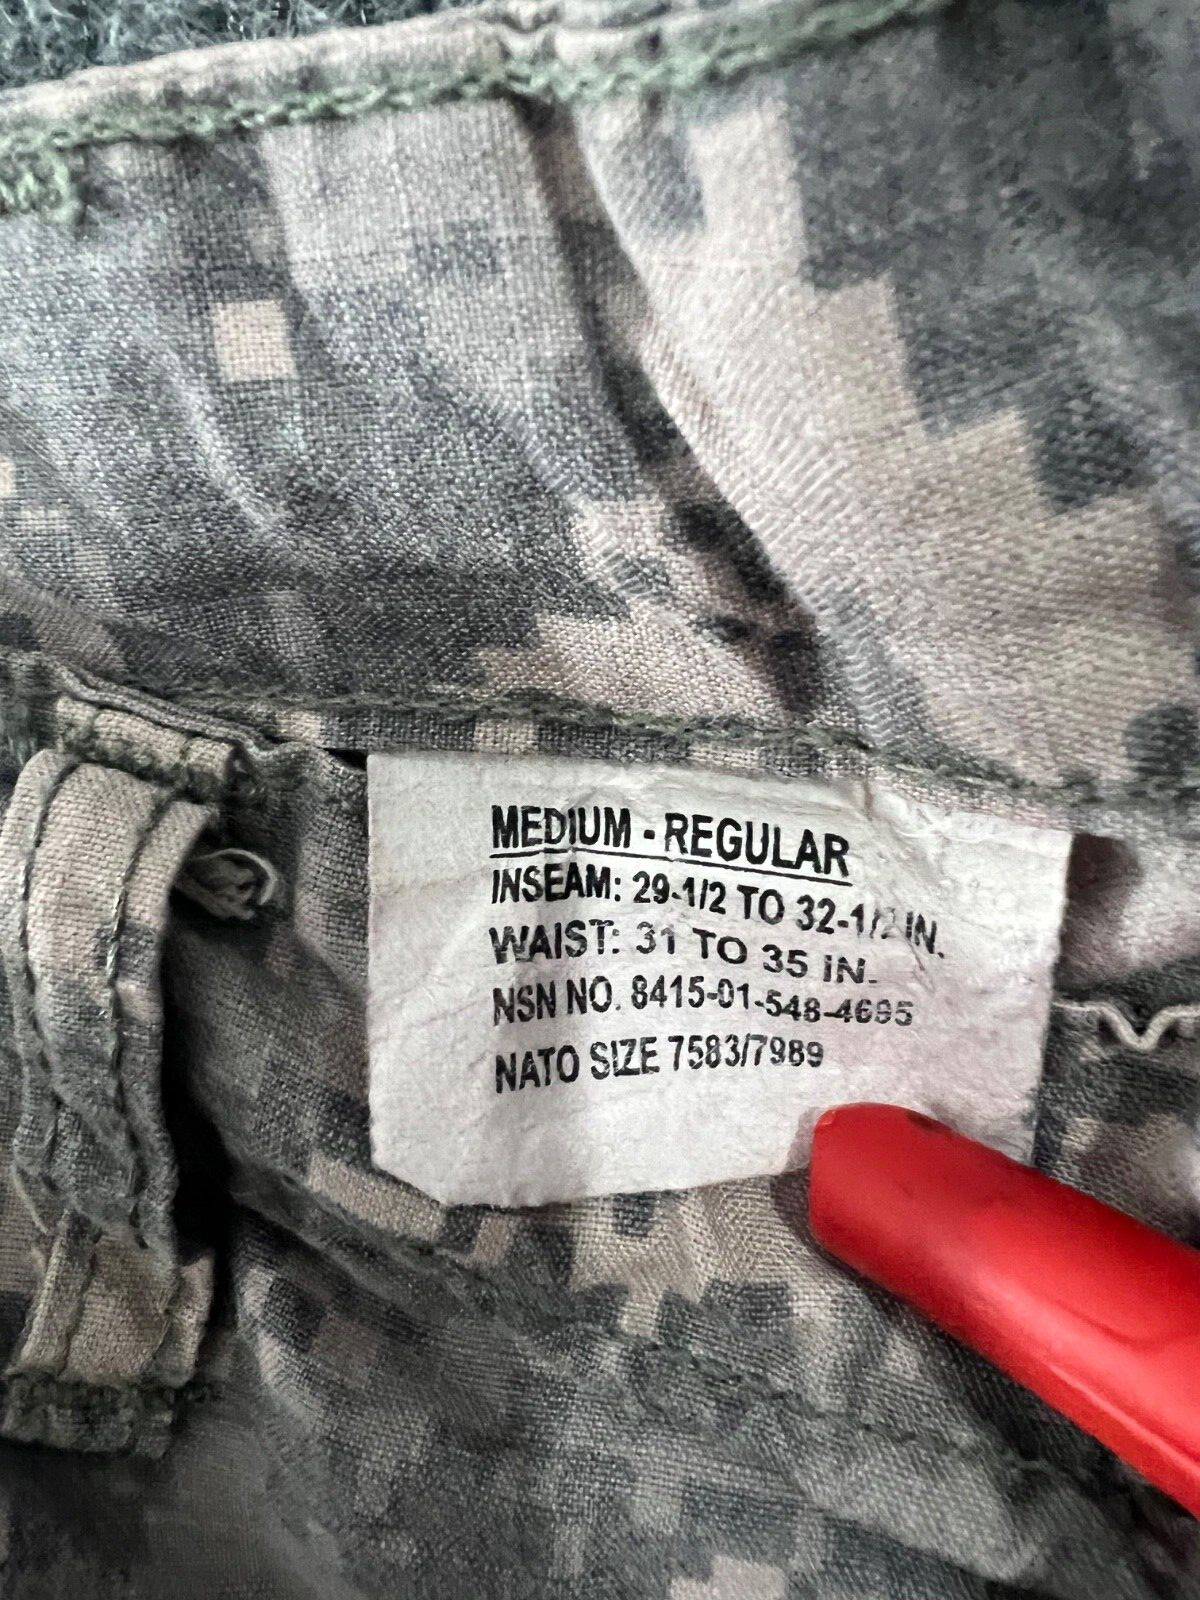 MEDIUM - REGULAR
INSEAM: 29-1/2 TO 32-1/2 IN.
WAIST: 31 TO 35 IN.
NSN NO. 8415-01-548-4695
NATO SIZE 7583/7989